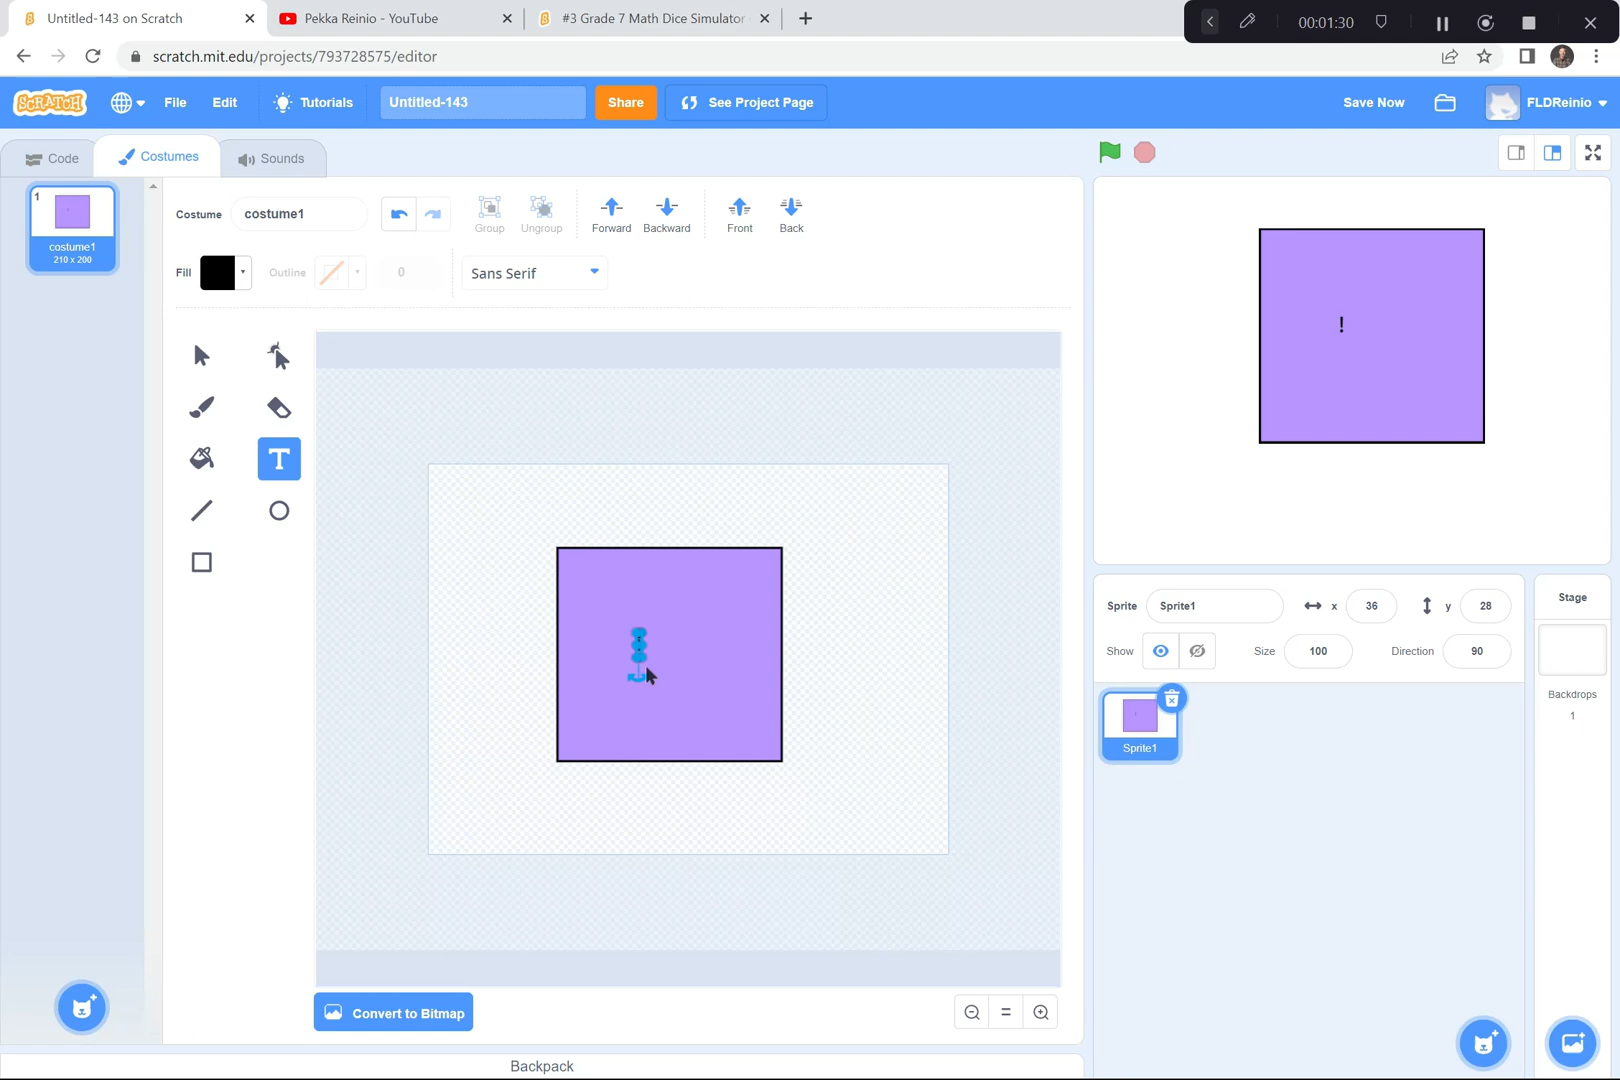 1 on Scratch
Pekka Reinio - YouTube
#3 Grade 7 Math Dice Simulator
00:01:30
scratch.mit.edu/projects/793728575/editor
SCRATCH
File
Edit
Tutorials
Untitled-143
Share
See Project Page
Save Now
FLDReinio
Code
Costumes
Sounds
1
costume1
210 x 200
Costume
costume1
Group
Ungroup
Forward
Backward
Front
Back
Fill
Outline
0
Sans Serif
T
!
Convert to Bitmap
Backpack
Sprite
Sprite1
x
36
y
28
Show
Size
100
Direction
90
Sprite1
Stage
Backdrops
1